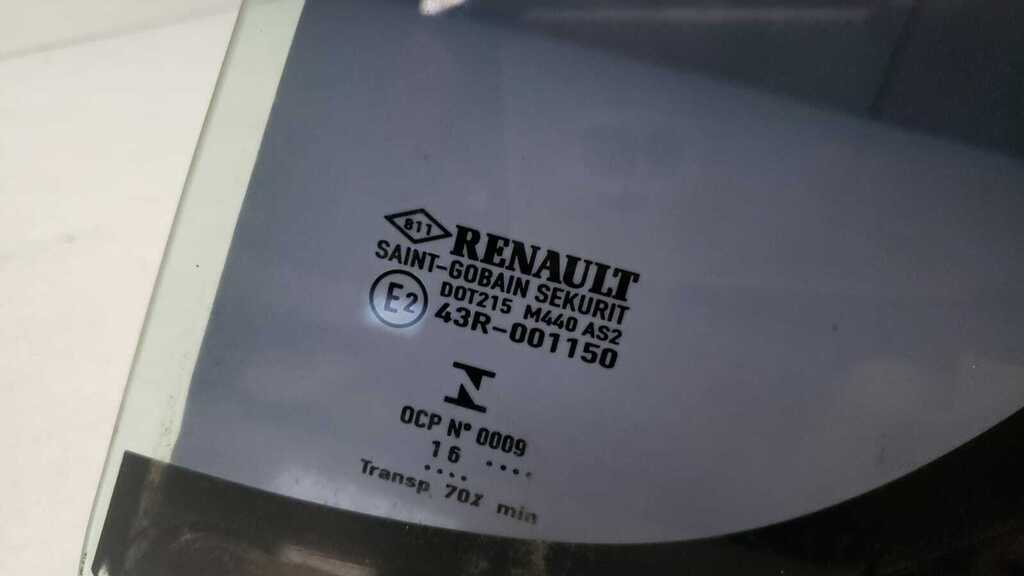 811 RENAULT
SAINT-GOBAIN SEKURIT
DOT215 M440 AS2
E2 43R-001150
OCP N° 0009
16 ....
....
Transp 70% min